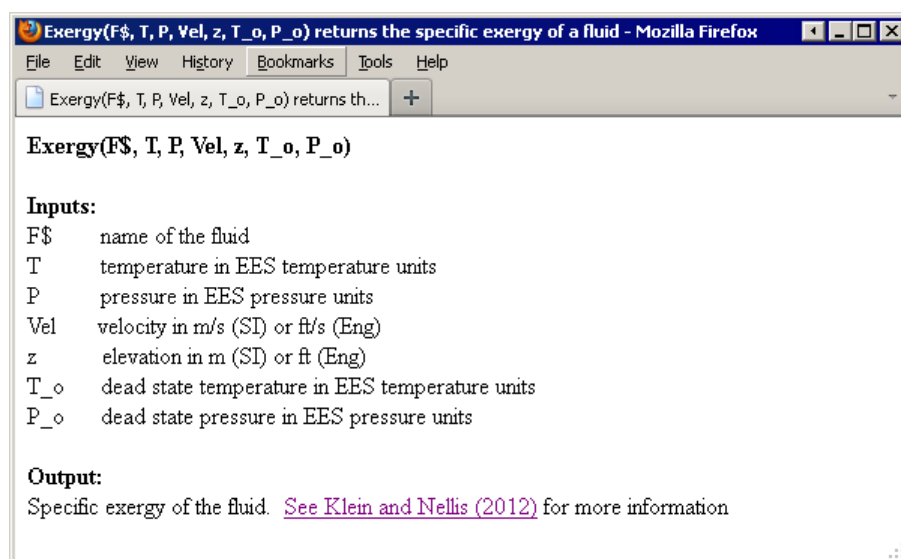 Exergy(F$, T, P, Vel, z, T_o, P_o) returns the specific exergy of a fluid - Mozilla Firefox
File Edit View History Bookmarks Tools Help
Exergy(F$, T, P, Vel, z, T_o, P_o) returns th... +
Exergy(F$, T, P, Vel, z, T_o, P_o)
Inputs:
F$ name of the fluid
T temperature in EES temperature units
P pressure in EES pressure units
Vel velocity in m/s (SI) or ft/s (Eng)
z elevation in m (SI) or ft (Eng)
T_o dead state temperature in EES temperature units
P_o dead state pressure in EES pressure units
Output:
Specific exergy of the fluid. See Klein and Nellis (2012) for more information